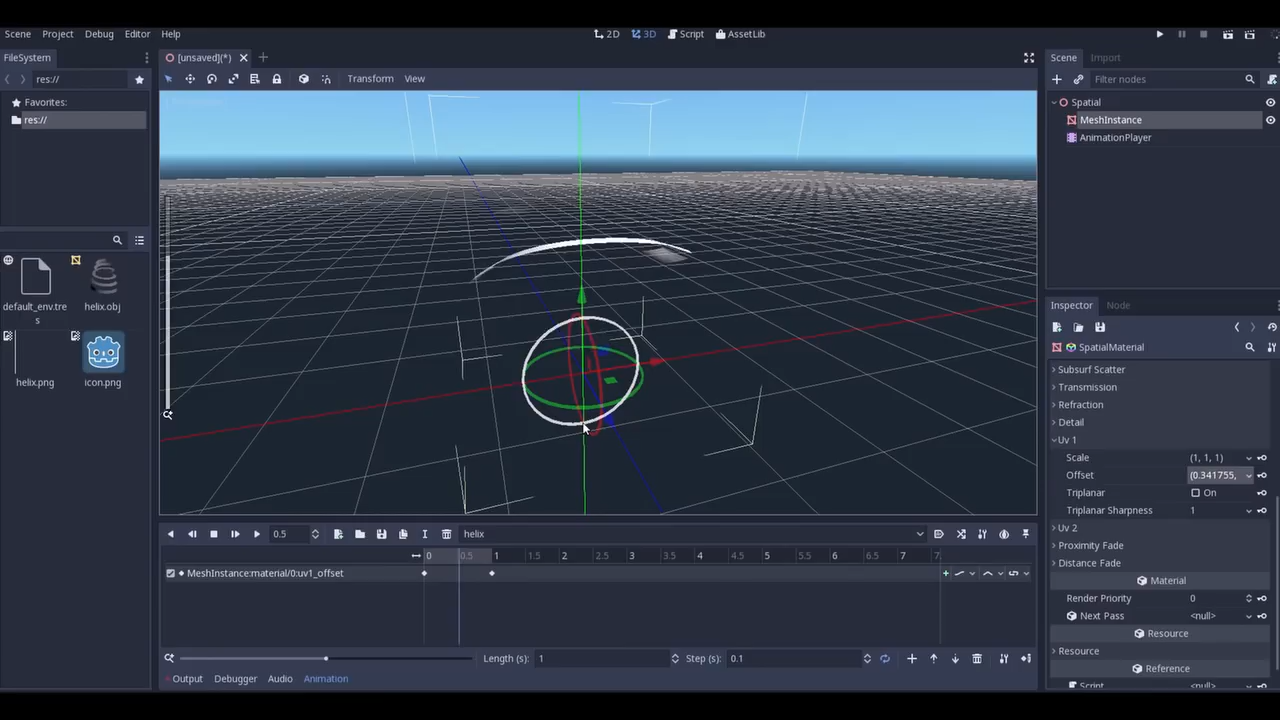 Scene Project Debug Editor Help
2D 3D Script AssetLib
FileSystem
res://
Favorites:
res://
default_env.tre
s
helix.obj
helix.png
icon.png
[unsaved](*)
Transform View
0.5
helix
0 0.5 1 1.5 2 2.5 3 3.5 4 4.5 5 5.5 6 6.5 7 7.
MeshInstance:material/0:uv1_offset
Length (s): 1 Step (s): 0.1
Output Debugger Audio Animation
Scene Import
Filter nodes
Spatial
MeshInstance
AnimationPlayer
Inspector Node
SpatialMaterial
Subsurf Scatter
Transmission
Refraction
Detail
Uv 1
Scale (1, 1, 1)
Offset (0.341755,
Triplanar On
Triplanar Sharpness 1
Uv 2
Proximity Fade
Distance Fade
Material
Render Priority 0
Next Pass <null>
Resource
Resource
Reference
Script <null>